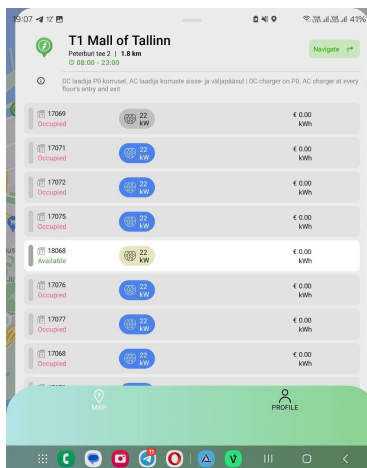 19:07
41%
T1 Mall of Tallinn
Peterburi tee 2 | 1.8 km
08:00 - 23:00
Navigate
DC laadija P0 korrusel. AC laadija korruste sisse- ja väljapääsul | DC charger on P0. AC charger at every
floor's entry and exit
17069 22 € 0.00
Occupied kW kWh
17071 22 € 0.00
Occupied kW kWh
17072 22 € 0.00
Occupied kW kWh
17075 22 € 0.00
Occupied kW kWh
18068 22 € 0.00
Available kW kWh
17076 22 € 0.00
Occupied kW kWh
17077 22 € 0.00
Occupied kW kWh
17068 22 € 0.00
Occupied kW kWh
MAP PROFILE